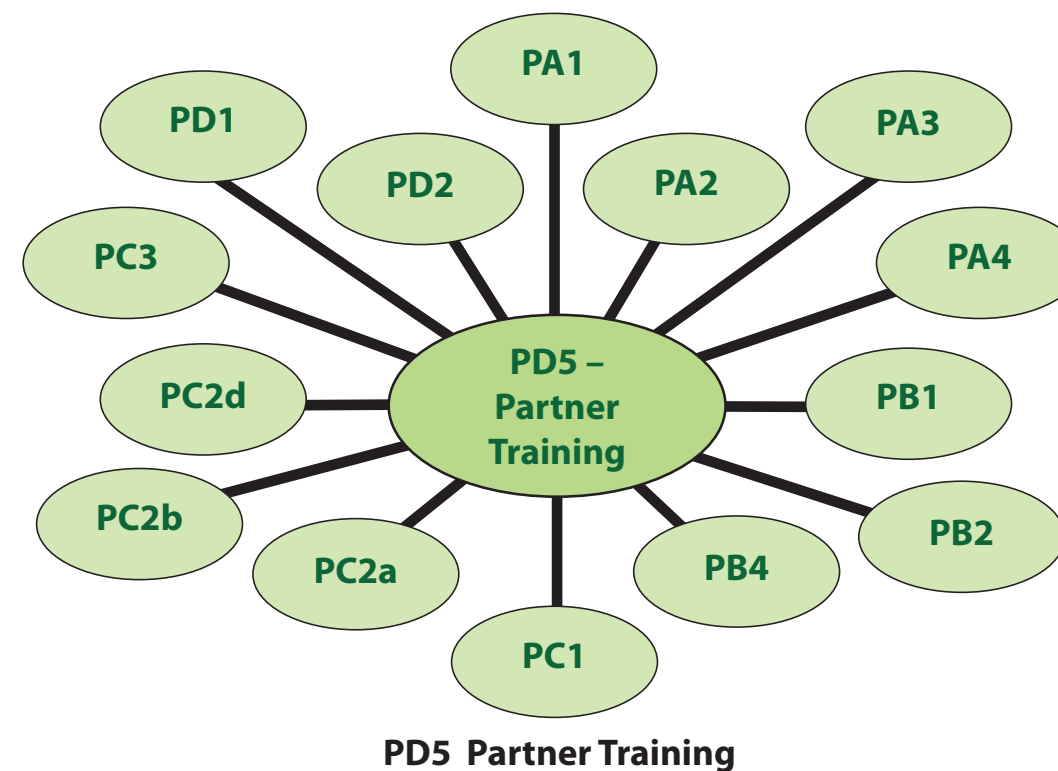 PA1
PD1
PA3
PD2
PA2
PC3
PA4
PD5 –
Partner
Training
PC2d
PB1
PC2b
PB2
PC2a
PB4
PC1
PD5 Partner Training